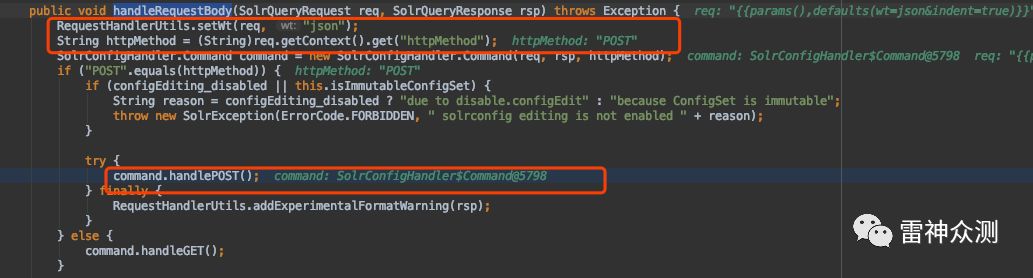 public void handleRequestBody(SolrQueryRequest req, SolrQueryResponse rsp) throws Exception { req: "{{params(),defaults(wt=json&indent=true)}}"
RequestHandlerUtils.setWt(req, wt: "json");
String httpMethod = (String)req.getContext().get("httpMethod"); httpMethod: "POST"
SolrConfigHandler.Command command = new SolrConfigHandler.Command(req, rsp, httpMethod); command: SolrConfigHandler$Command@5798 req: "{{p
if ("POST".equals(httpMethod)) { httpMethod: "POST"
if (configEditing_disabled || this.isImmutableConfigSet) {
String reason = configEditing_disabled ? "due to disable.configEdit" : "because ConfigSet is immutable";
throw new SolrException(ErrorCode.FORBIDDEN, " solrconfig editing is not enabled " + reason);
}
try {
command.handlePOST(); command: SolrConfigHandler$Command@5798
} finally {
RequestHandlerUtils.addExperimentalFormatWarning(rsp);
}
} else {
command.handleGET();
}
雷神众测